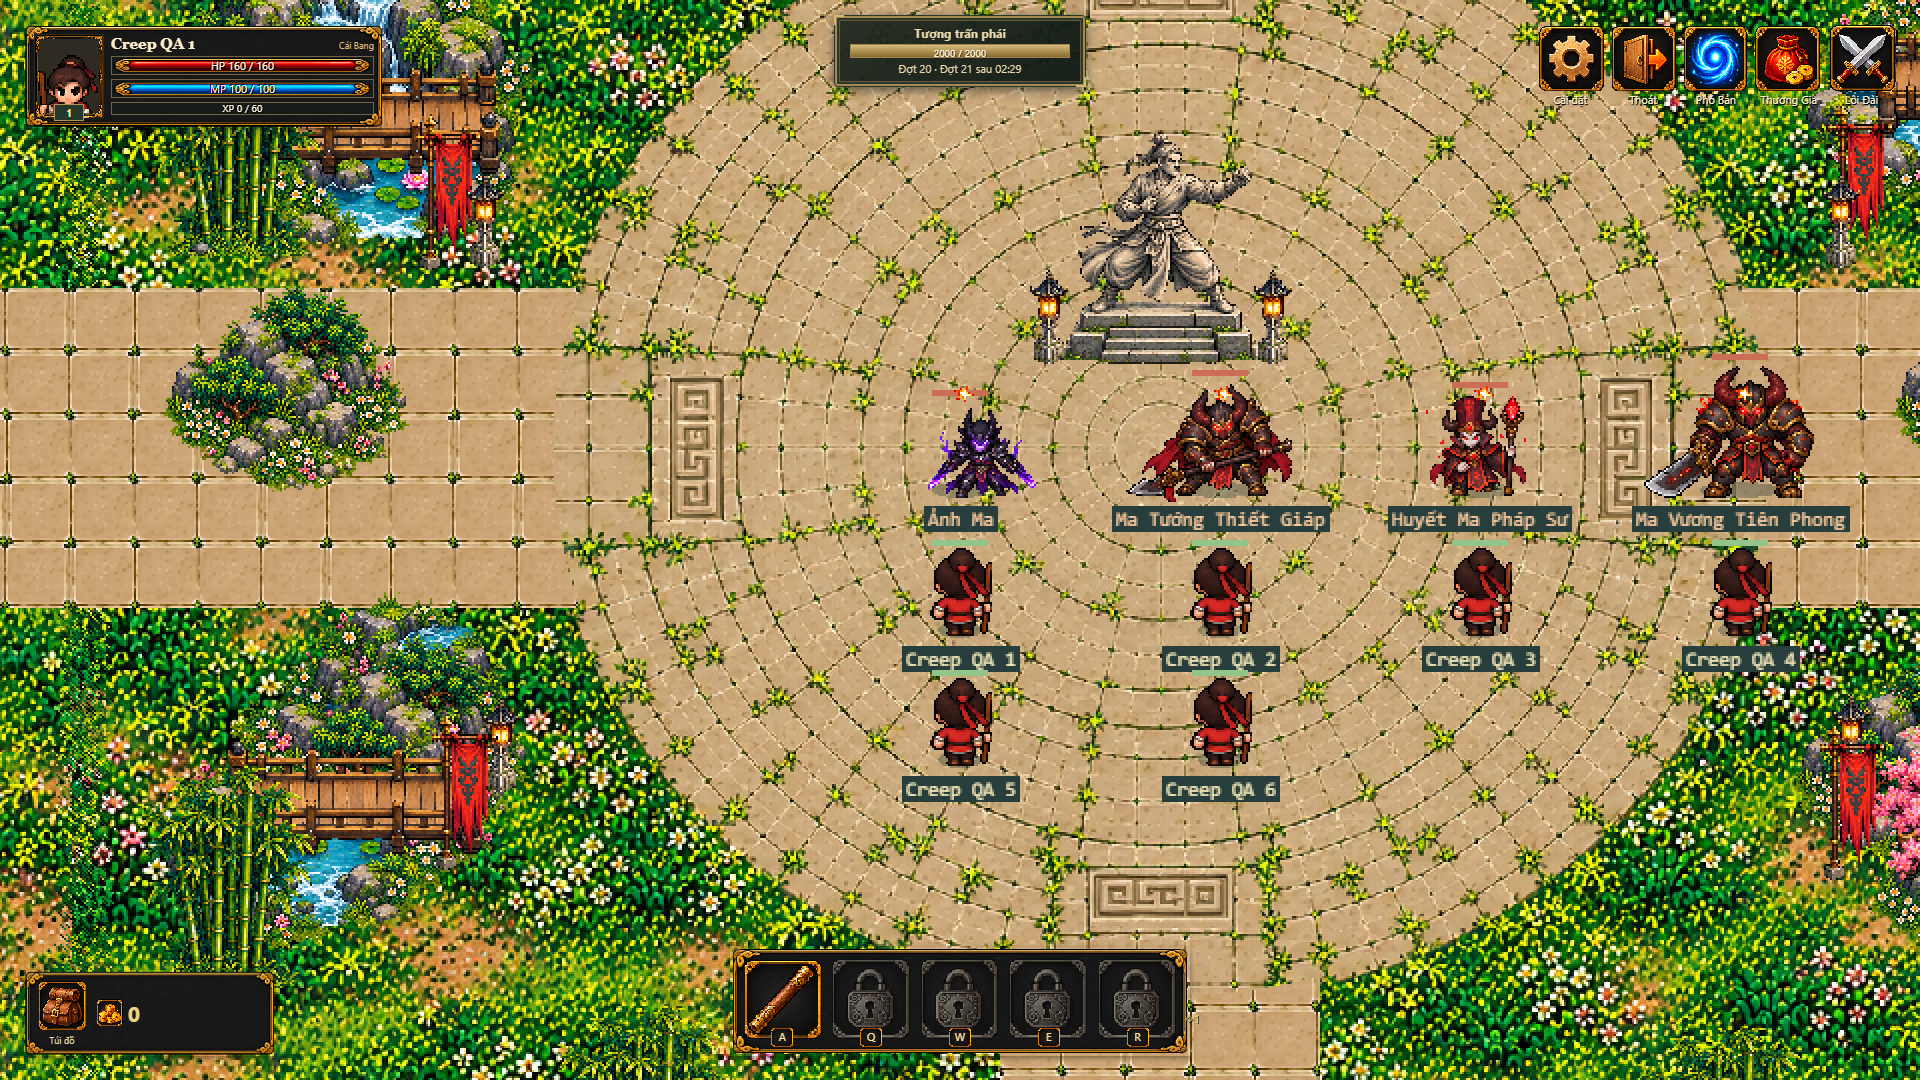 Creep QA 1
Cái Bang
HP 160 / 160
MP 100 / 100
XP 0 / 60
1
Tượng trấn phái
2000 / 2000
Đợt 20 · Đợt 21 sau 02:29
Cài đặt
Thoát
Phó Bản
Thương Gia
Lôi Đài
Ảnh Ma
Ma Tướng Thiết Giáp
Huyết Ma Pháp Sư
Ma Vương Tiên Phong
Creep QA 1
Creep QA 2
Creep QA 3
Creep QA 4
Creep QA 5
Creep QA 6
Túi đồ
0
A
Q
W
E
R